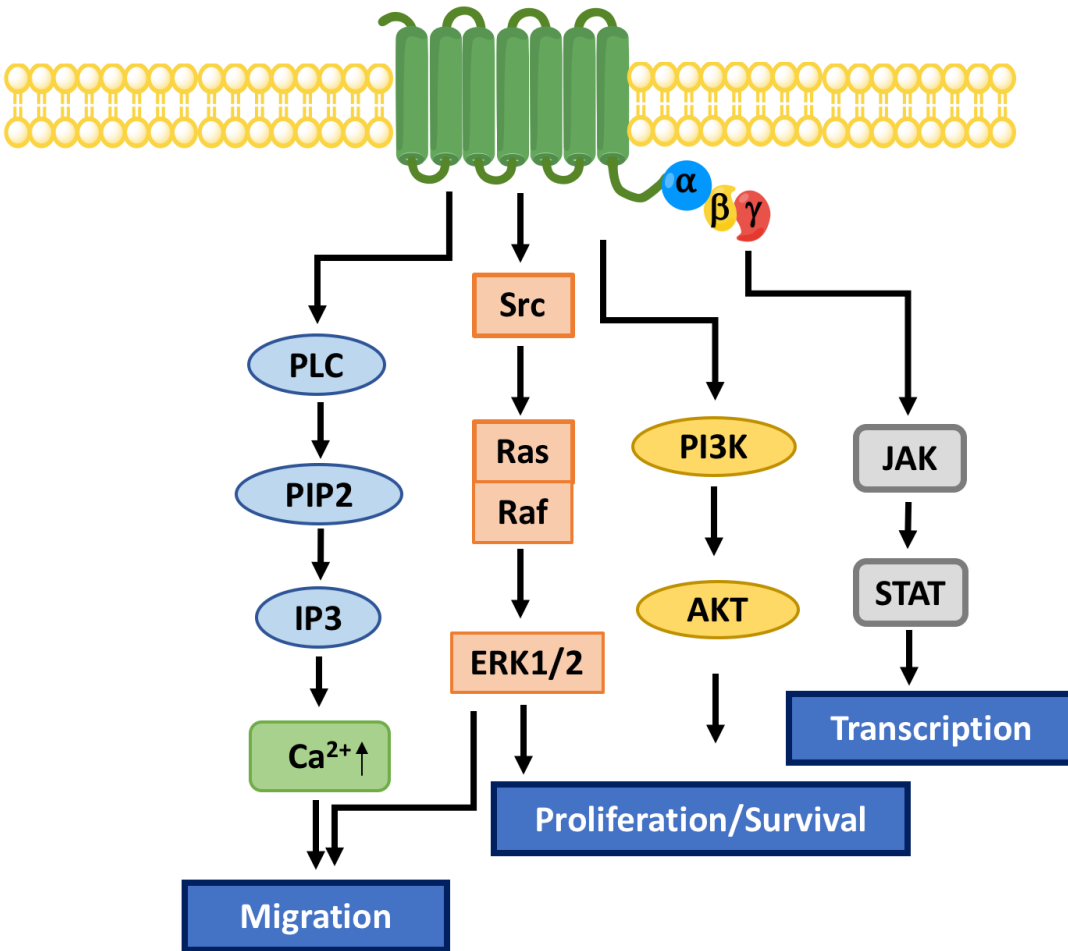 α
β
γ
Src
PLC
Ras
PI3K
JAK
PIP2
Raf
STAT
AKT
IP3
ERK1/2
Transcription
Ca²⁺↑
Proliferation/Survival
Migration